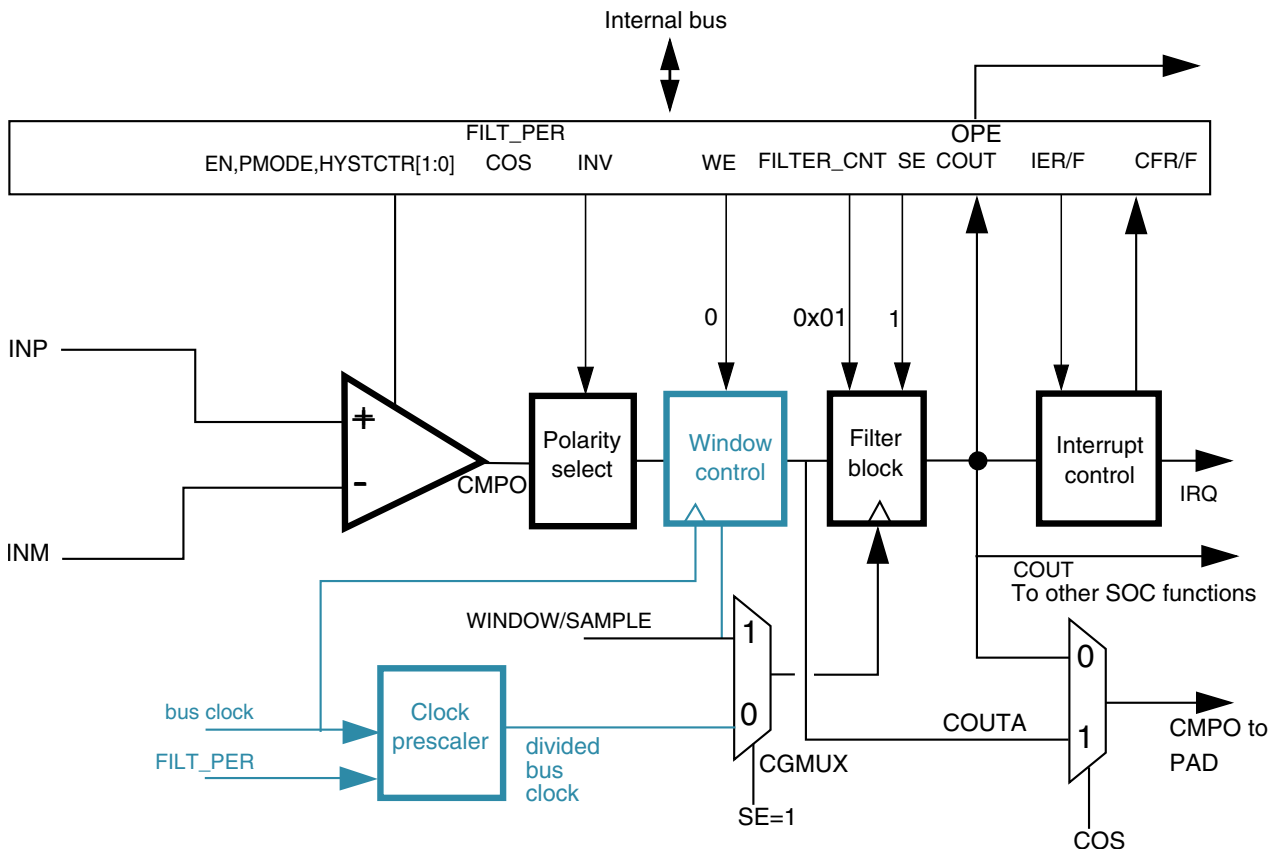 Internal bus
FILT_PER
OPE
EN,PMODE,HYSTCTR[1:0]
COS
INV
WE
FILTER_CNT
SE
COUT
IER/F
CFR/F
0
0x01
1
INP
+
-
INM
CMPO
Polarity
select
Window
control
Filter
block
Interrupt
control
IRQ
COUT
To other SOC functions
WINDOW/SAMPLE
1
0
CGMUX
SE=1
bus clock
FILT_PER
Clock
prescaler
divided
bus
clock
COUTA
0
1
CMPO to
PAD
COS